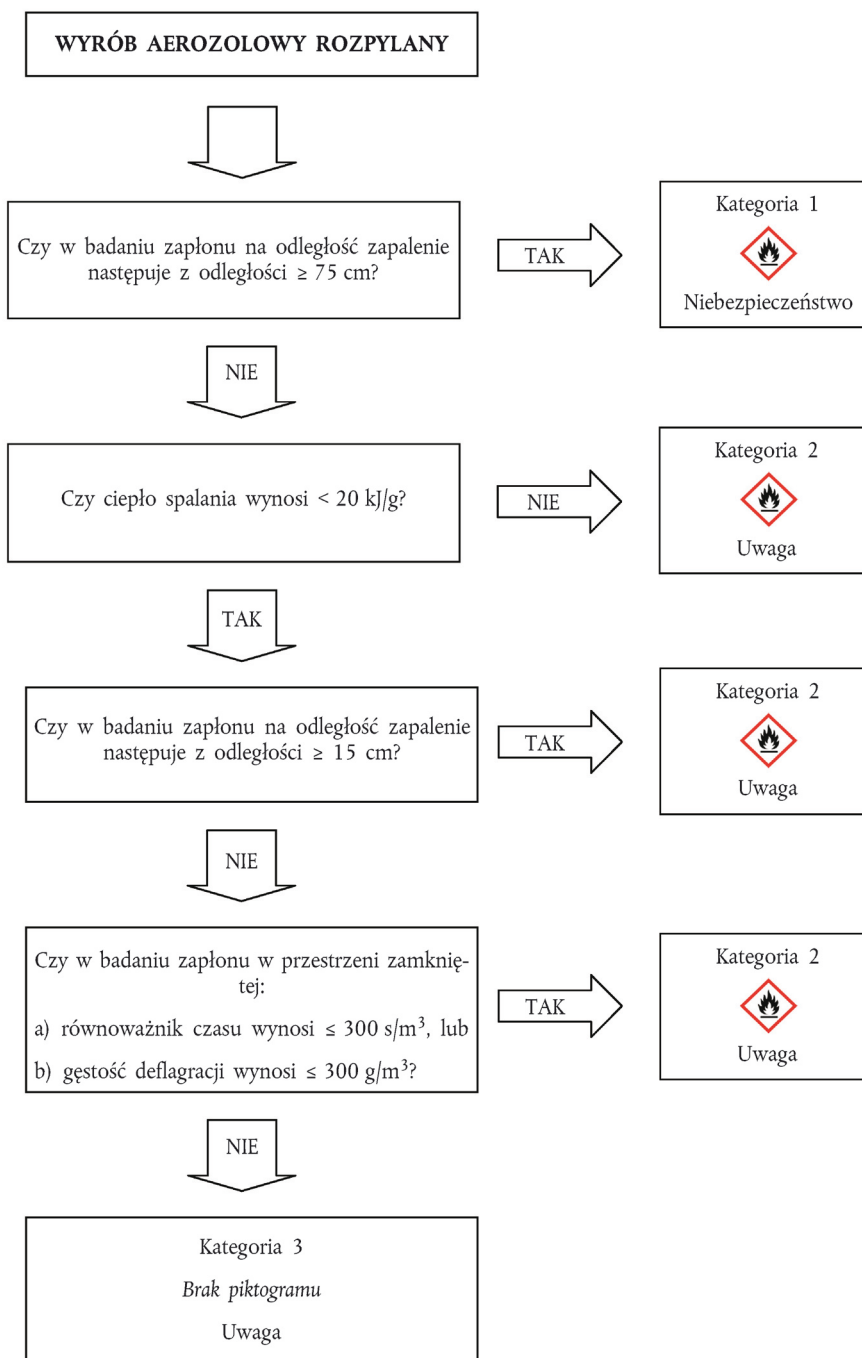 WYRÓB AEROZOLOWY ROZPYLANY
Czy w badaniu zapłonu na odległość zapalenie
następuje z odległości ≥ 75 cm?
TAK
Kategoria 1
Niebezpieczeństwo
NIE
Czy ciepło spalania wynosi < 20 kJ/g?
NIE
Kategoria 2
Uwaga
TAK
Czy w badaniu zapłonu na odległość zapalenie
następuje z odległości ≥ 15 cm?
TAK
Kategoria 2
Uwaga
NIE
Czy w badaniu zapłonu w przestrzeni zamknię-
tej:
a) równoważnik czasu wynosi ≤ 300 s/m³, lub
b) gęstość deflagracji wynosi ≤ 300 g/m³?
TAK
Kategoria 2
Uwaga
NIE
Kategoria 3
Brak piktogramu
Uwaga